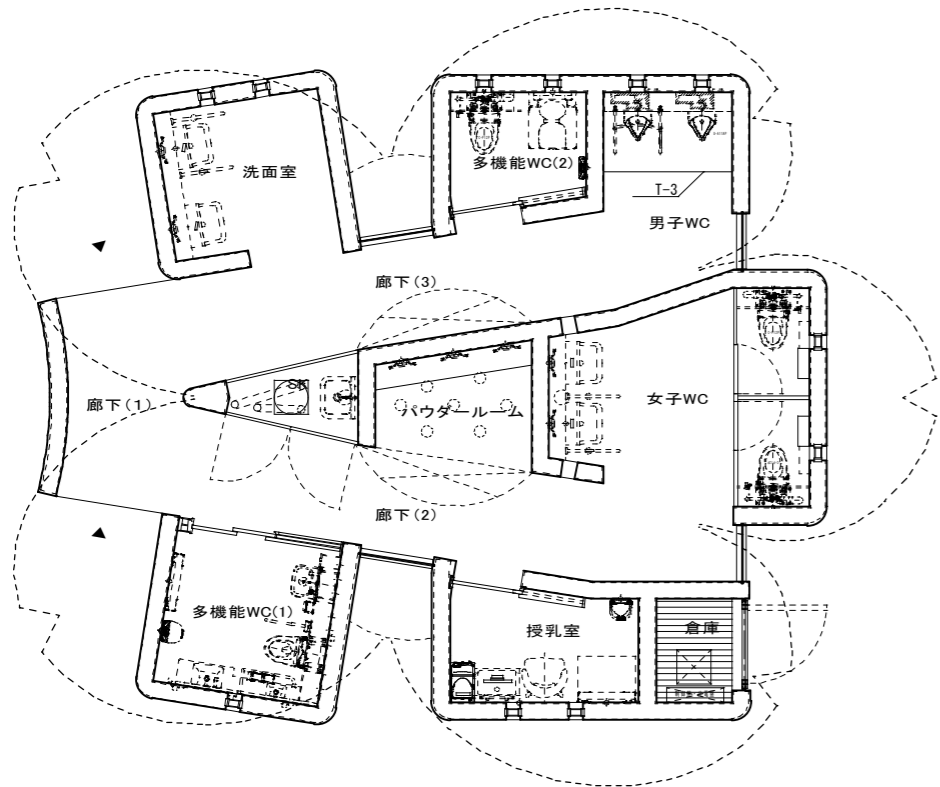 多機能WC(2)
洗面室
T-3
男子WC
廊下(3)
廊下(1)
パウダールーム
女子WC
廊下(2)
多機能WC(1)
授乳室
倉庫